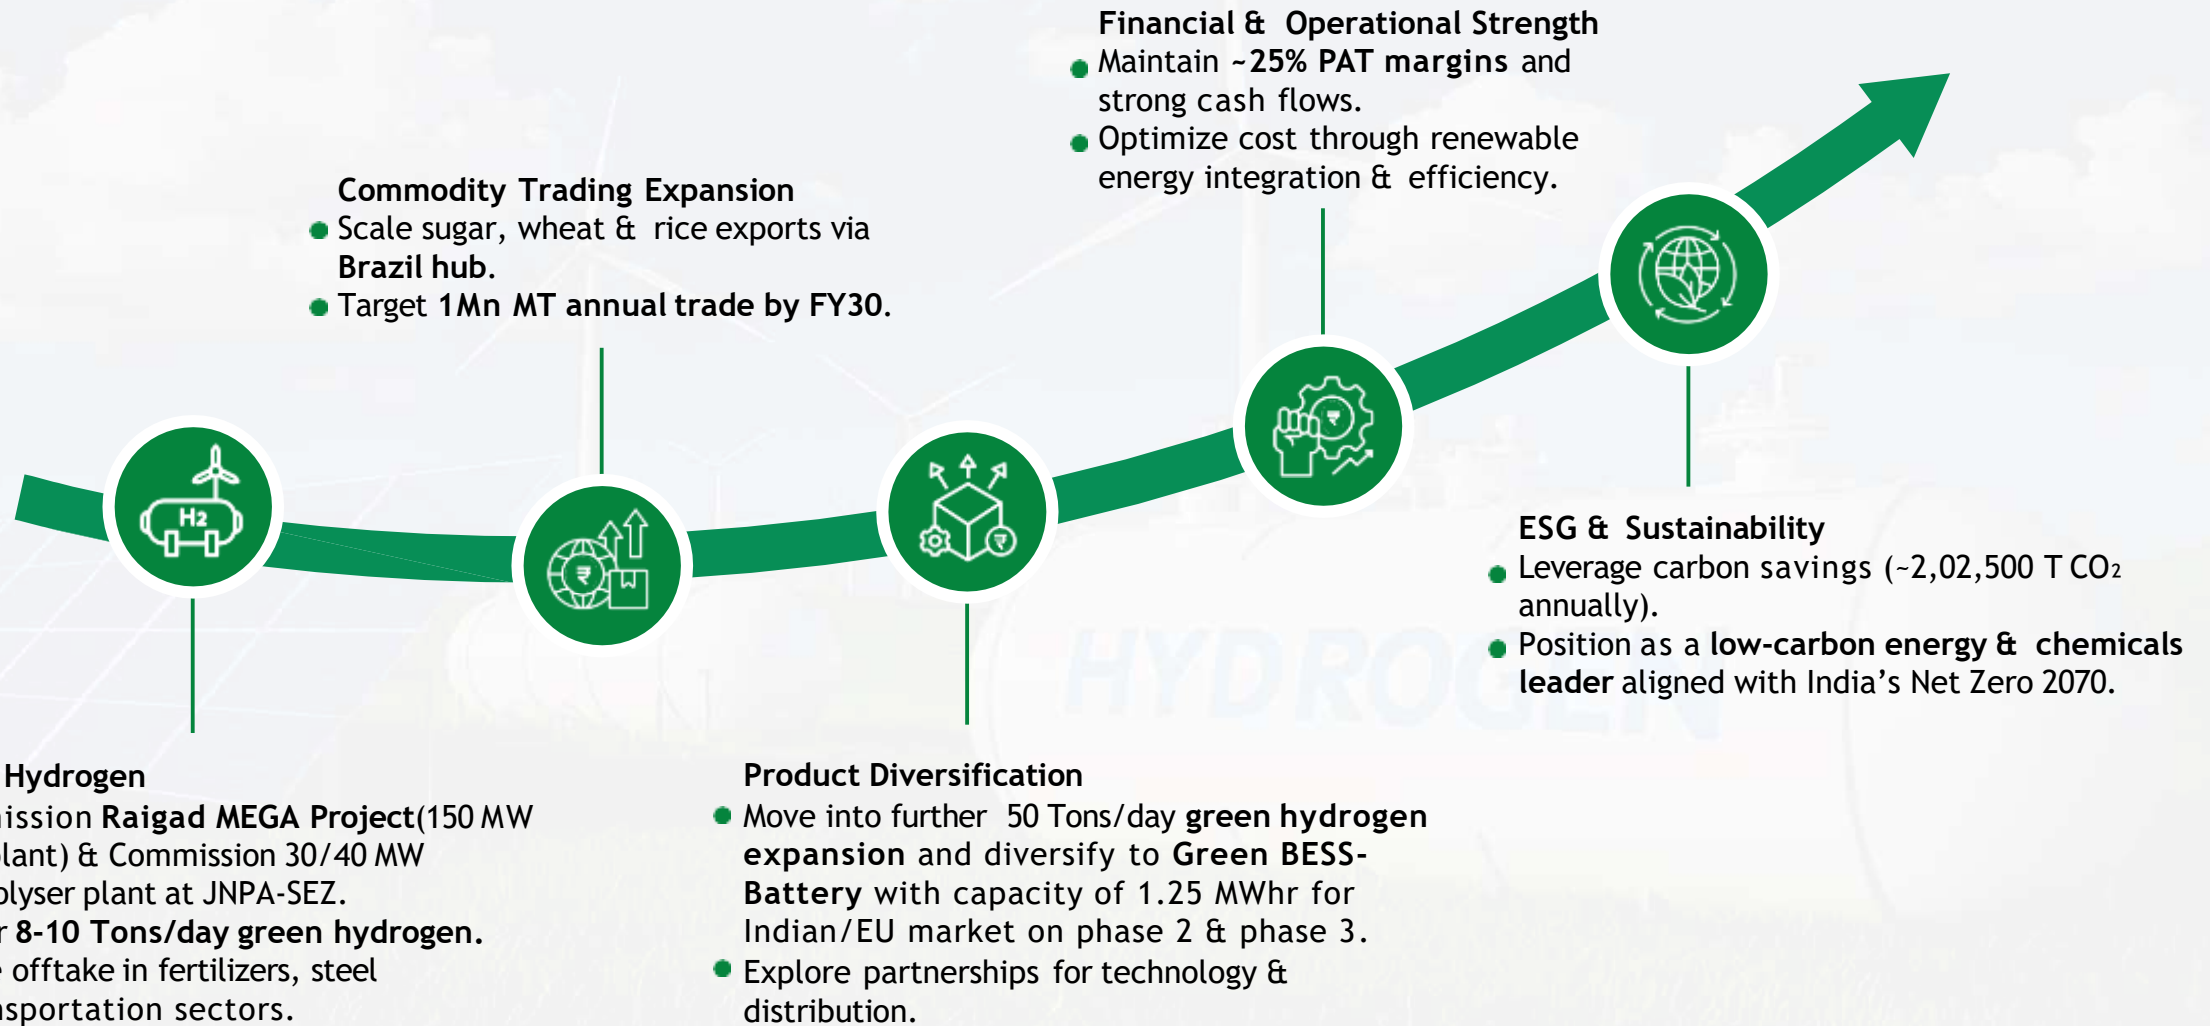 Financial & Operational Strength
Maintain ~25% PAT margins and
strong cash flows.
Optimize cost through renewable
energy integration & efficiency.
Commodity Trading Expansion
Scale sugar, wheat & rice exports via
Brazil hub.
Target 1Mn MT annual trade by FY30.
H2
ESG & Sustainability
Leverage carbon savings (~2,02,500 T CO₂
annually).
Position as a low-carbon energy & chemicals
leader aligned with India's Net Zero 2070.
HYDROGEN
Hydrogen
Raigad MEGA Project(150 MW
& Commission 30/40 MW
plant at JNPA-SEZ.
8-10 Tons/day green hydrogen.
offtake in fertilizers, steel
sectors.
Product Diversification
Move into further 50 Tons/day green hydrogen
expansion and diversify to Green BESS-
Battery with capacity of 1.25 MWhr for
Indian/EU market on phase 2 & phase 3.
Explore partnerships for technology &
distribution.